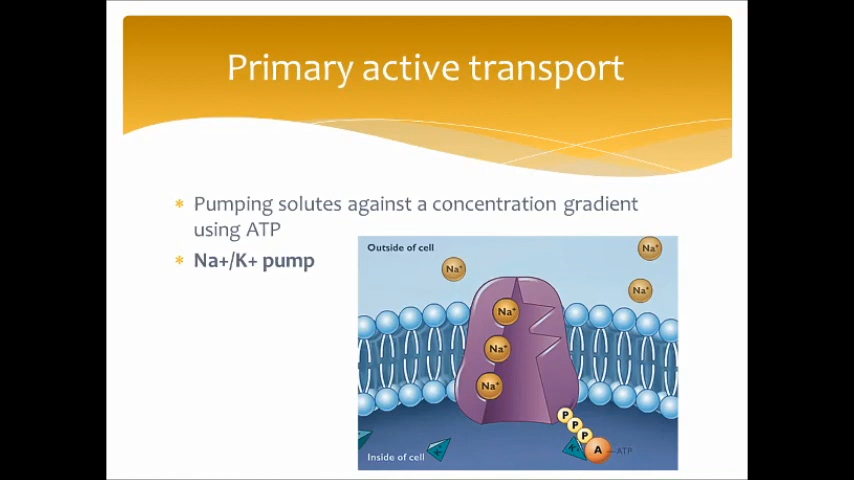 Primary active transport
* Pumping solutes against a concentration gradient
using ATP
* Na+/K+ pump
Outside of cell
Na⁺
Na⁺
Na⁺
Na⁺
Na⁺
Na⁺
P
P
P
K⁺
A
ATP
Inside of cell